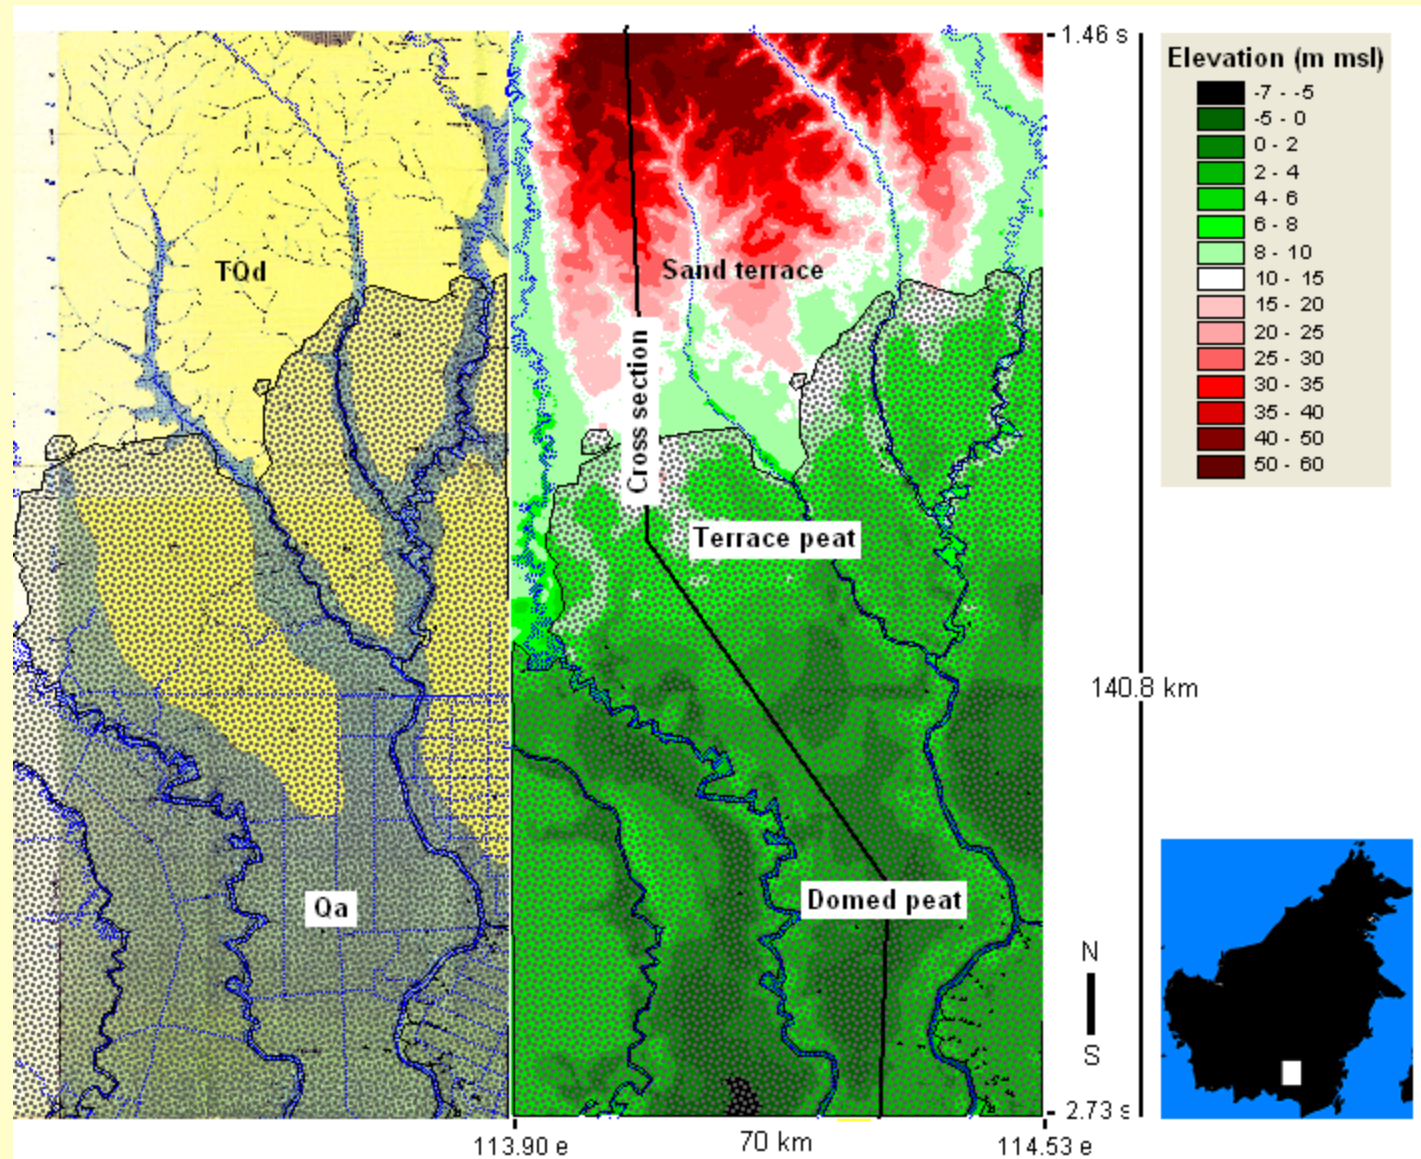 TQd
Qa
Sand terrace
Cross section
Terrace peat
Domed peat
1.46 s
140.8 km
N
S
2.73 s
113.90 e
70 km
114.53 e
Elevation (m msl)
-7 - -5
-5 - 0
0 - 2
2 - 4
4 - 6
6 - 8
8 - 10
10 - 15
15 - 20
20 - 25
25 - 30
30 - 35
35 - 40
40 - 50
50 - 60